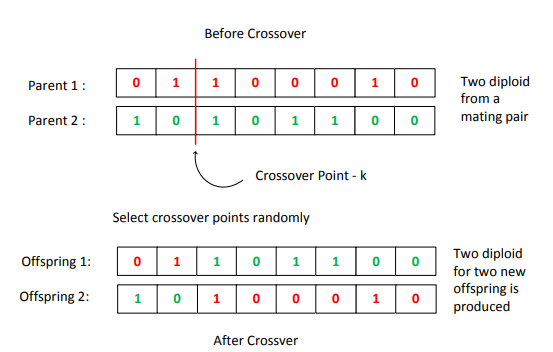 Before Crossover
Parent 1 : 0 1 1 0 0 0 1 0
Parent 2 : 1 0 1 0 1 1 0 0
Two diploid
from a
mating pair
Crossover Point - k
Select crossover points randomly
Offspring 1: 0 1 1 0 1 1 0 0
Offspring 2: 1 0 1 0 0 0 1 0
Two diploid
for two new
offspring is
produced
After Crossver